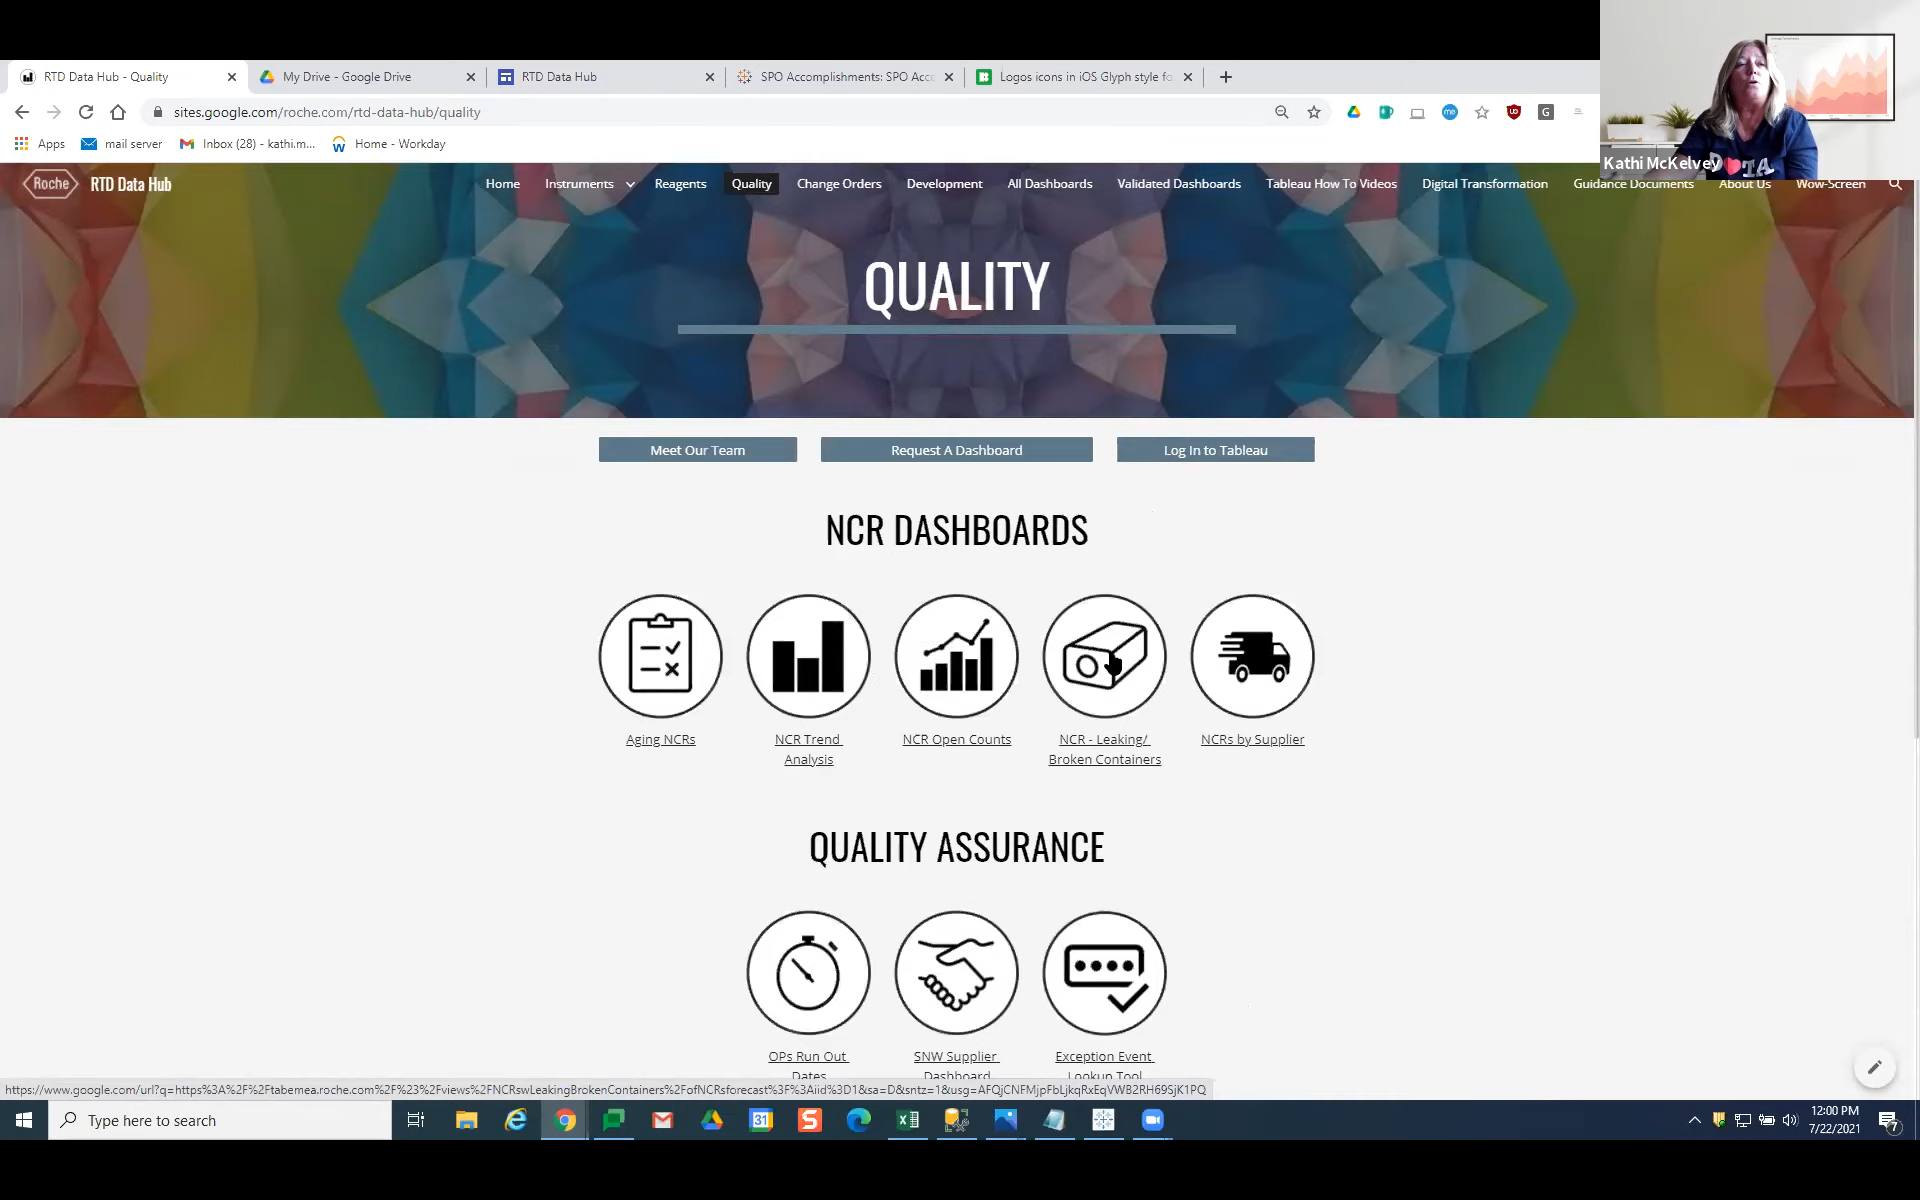 RTD Data Hub - Quality
My Drive - Google Drive
RTD Data Hub
SPO Accomplishments: SPO Acc
Logos icons in iOS Glyph style fo
sites.google.com/roche.com/rtd-data-hub/quality
Apps
mail server
Inbox (28) - kathi.m...
Home - Workday
Kathi McKelvey
Roche
RTD Data Hub
Home
Instruments
Reagents
Quality
Change Orders
Development
All Dashboards
Validated Dashboards
Tableau How To Videos
Digital Transformation
Guidance Documents
About Us
Wow-Screen
QUALITY
Meet Our Team
Request A Dashboard
Log In to Tableau
NCR DASHBOARDS
Aging NCRs
NCR Trend
Analysis
NCR Open Counts
NCR - Leaking/
Broken Containers
NCRs by Supplier
QUALITY ASSURANCE
OPs Run Out
Dates
SNW Supplier
Dashboard
Exception Event
Lookup Tool
https://www.google.com/url?q=https%3A%2F%2Ftabemea.roche.com%2F%23%2Fviews%2FNCRswLeakingBrokenContainers%2FofNCRsforecast%3F%3Aiid%3D1&sa=D&sntz=1&usg=AFQjCNFMjpFbLjkqRxEqVWB2RH69SjK1PQ
Type here to search
31
12:00 PM
7/22/2021
7